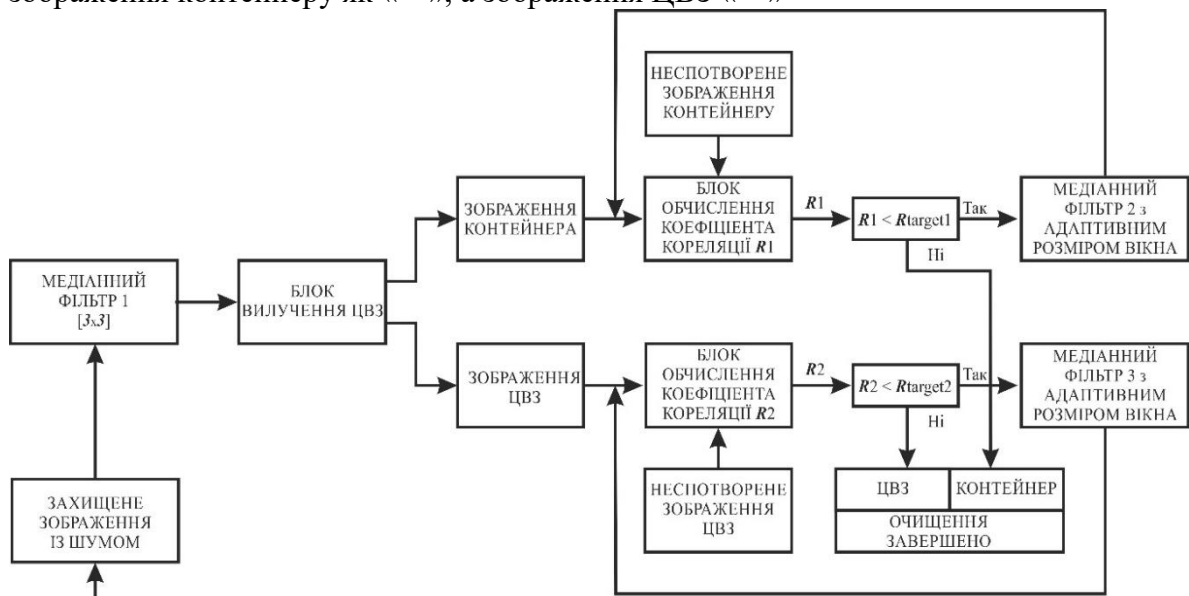 НЕСПОТВОРЕНЕ
ЗОБРАЖЕННЯ
КОНТЕЙНЕРУ
ЗОБРАЖЕННЯ
КОНТЕЙНЕРА
БЛОК
ОБЧИСЛЕННЯ
КОЕФІЦІЄНТА
КОРЕЛЯЦІЇ R1
R1
R1 < Rtarget1
Так
Ні
МЕДІАННИЙ
ФІЛЬТР 2 з
АДАПТИВНИМ
РОЗМІРОМ ВІКНА
МЕДІАННИЙ
ФІЛЬТР 1
[3x3]
БЛОК
ВИЛУЧЕННЯ ЦВЗ
ЗОБРАЖЕННЯ
ЦВЗ
БЛОК
ОБЧИСЛЕННЯ
КОЕФІЦІЄНТА
КОРЕЛЯЦІЇ R2
R2
R2 < Rtarget2
Так
Ні
МЕДІАННИЙ
ФІЛЬТР 3 з
АДАПТИВНИМ
РОЗМІРОМ ВІКНА
ЗАХИЩЕНЕ
ЗОБРАЖЕННЯ
ІЗ ШУМОМ
НЕСПОТВОРЕНЕ
ЗОБРАЖЕННЯ
ЦВЗ
ЦВЗ
КОНТЕЙНЕР
ОЧИЩЕННЯ
ЗАВЕРШЕНО